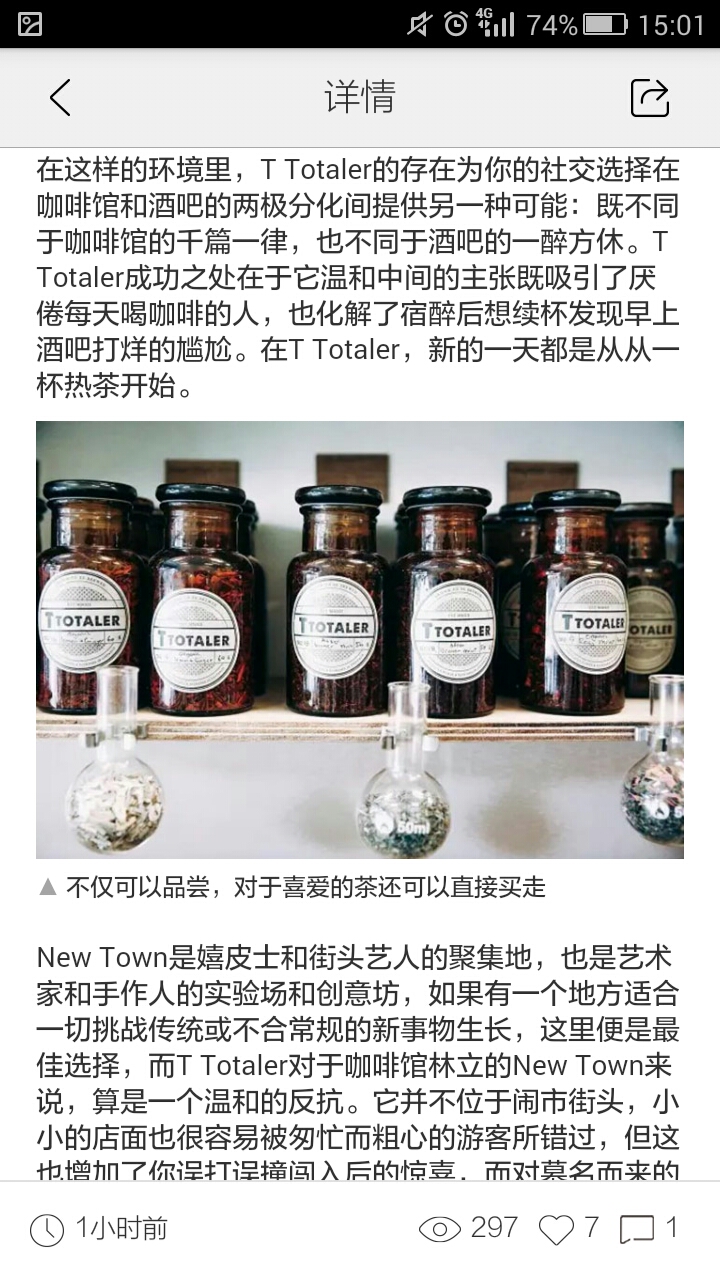 4G 74% 15:01
详情
在这样的环境里，T Totaler的存在为你的社交选择在
咖啡馆和酒吧的两极分化间提供另一种可能：既不同
于咖啡馆的千篇一律，也不同于酒吧的一醉方休。T
Totaler成功之处在于它温和中间的主张既吸引了厌
倦每天喝咖啡的人，也化解了宿醉后想续杯发现早上
酒吧打烊的尴尬。在T Totaler，新的一天都是从从一
杯热茶开始。
TTOTALER
TTOTALER
TTOTALER
TTOTALER
TTOTALER
TOTALER
50ml
▲ 不仅可以品尝，对于喜爱的茶还可以直接买走
New Town是嬉皮士和街头艺人的聚集地，也是艺术
家和手作人的实验场和创意坊，如果有一个地方适合
一切挑战传统或不合常规的新事物生长，这里便是最
佳选择，而T Totaler对于咖啡馆林立的New Town来
说，算是一个温和的反抗。它并不位于闹市街头，小
小的店面也很容易被匆忙而粗心的游客所错过，但这
也增加了你误打误撞闯入后的惊喜，而对慕名而来的
1小时前 297 7 1